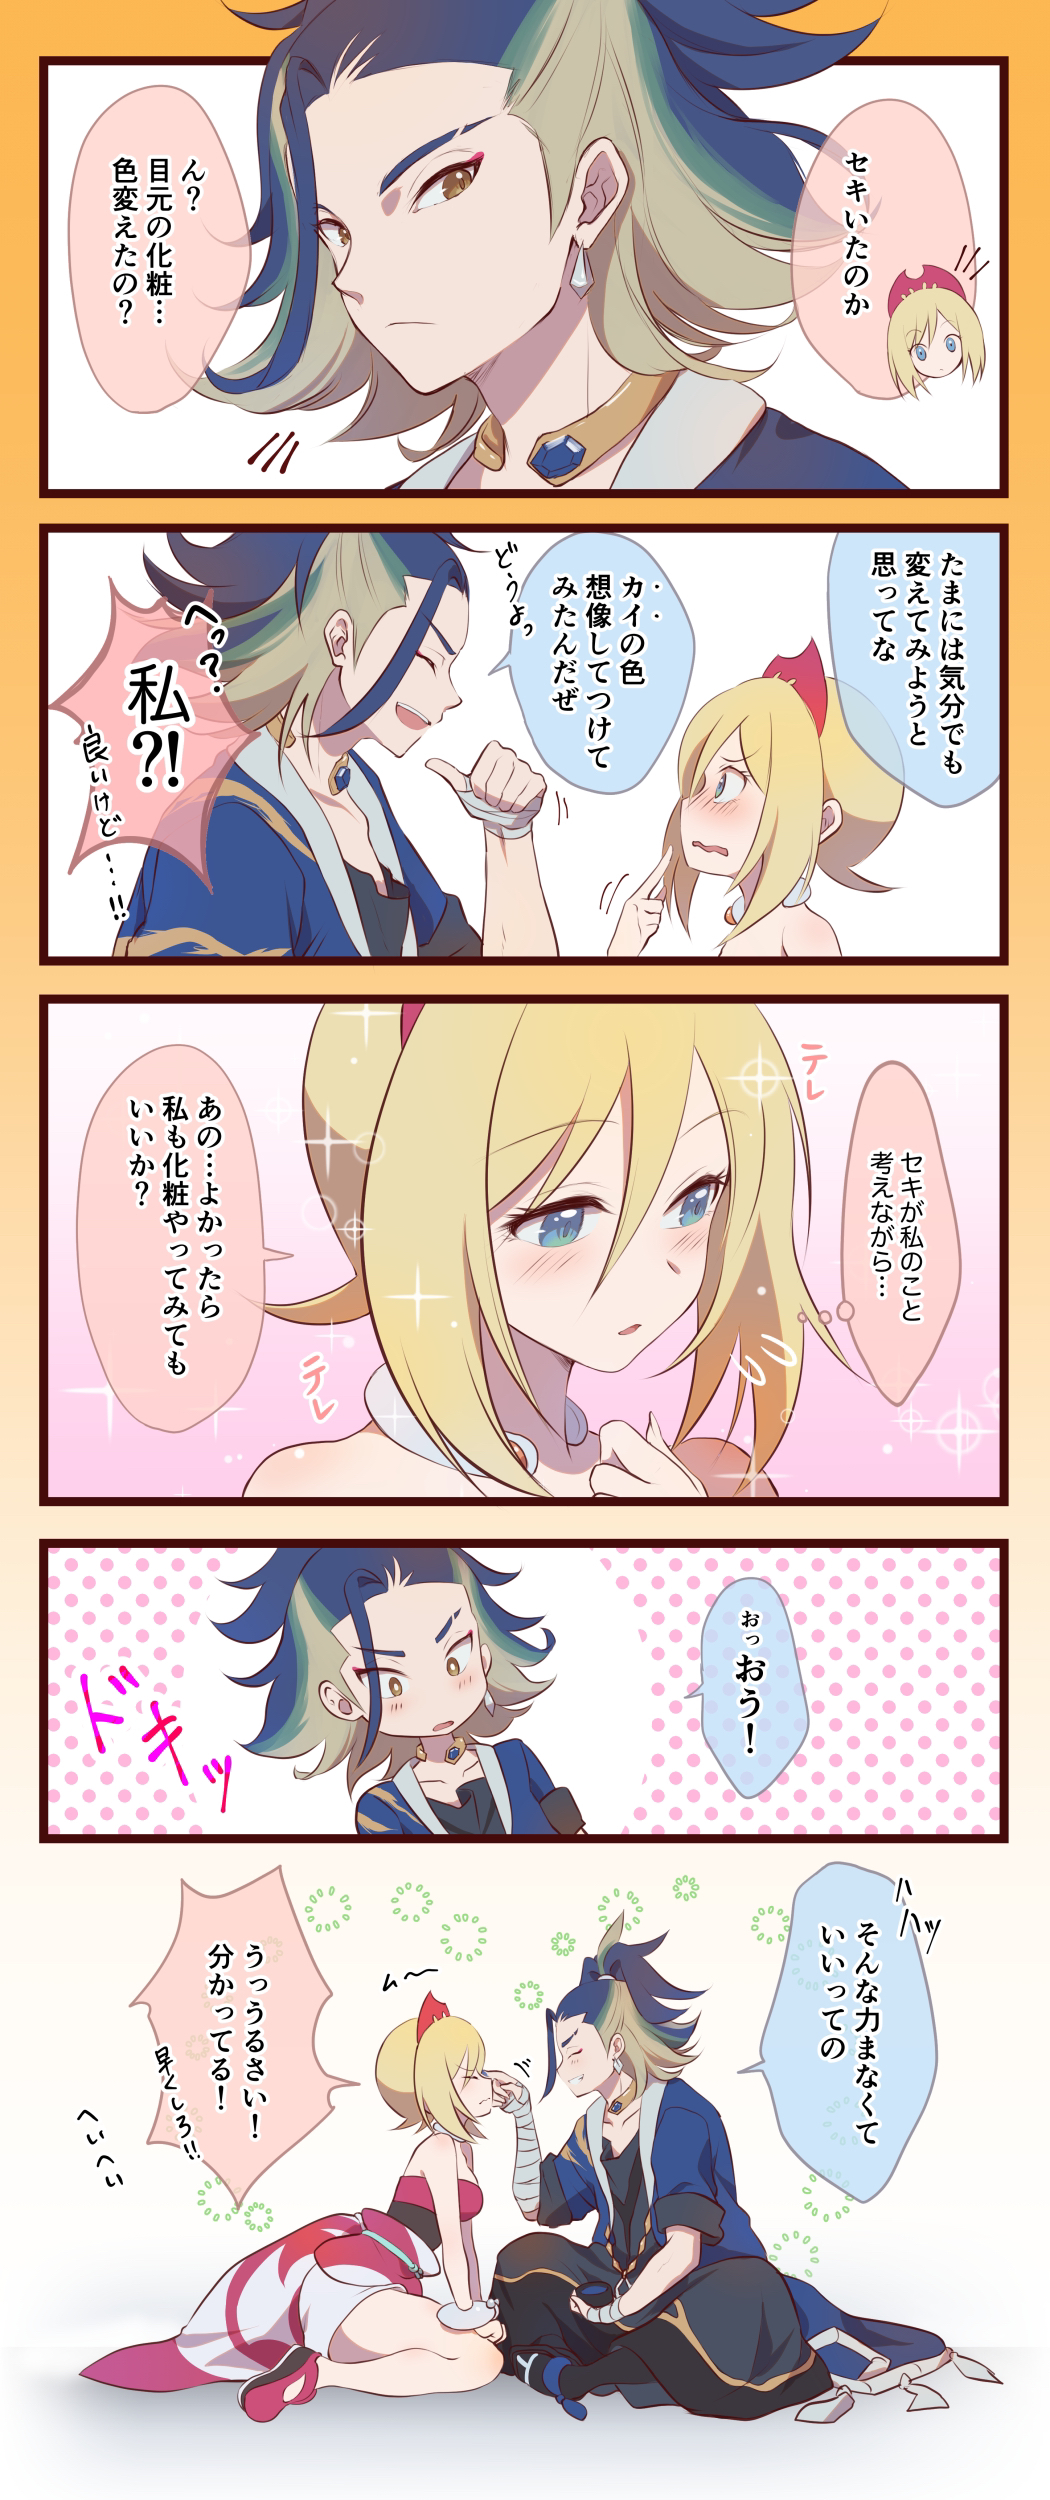 セキいたのか
ん？
目元の化粧…
色変えたの？
たまには気分でも
変えてみようと
思ってな
カイの色
想像してつけて
みたんだぜ
どうよっ
へっ？
私?!
良いけど……!!
セキが私のこと
考えながら…
テレ
あの…よかったら
私も化粧やってみても
いいか？
テレ
おっ
おう！
ドキッ
ハハッ
そんな力まなくて
いいっての
む〜〜
うっうるさい！
分かってる！
早くしろ!!
へいへい